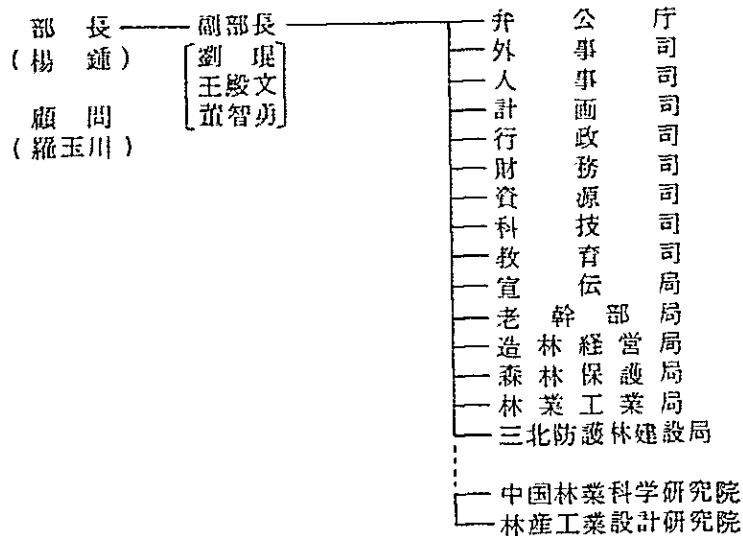 部長
(楊鍾)
顧問
(羅玉川)
副部長
劉琨
王殿文
董智勇
弁公庁
外事司
人事司
計画司
行政司
財務司
資源司
科技司
教育司
宣伝局
老幹部局
造林経営局
森林保護局
林業工業局
三北防護林建設局
中国林業科学研究院
林産工業設計研究院